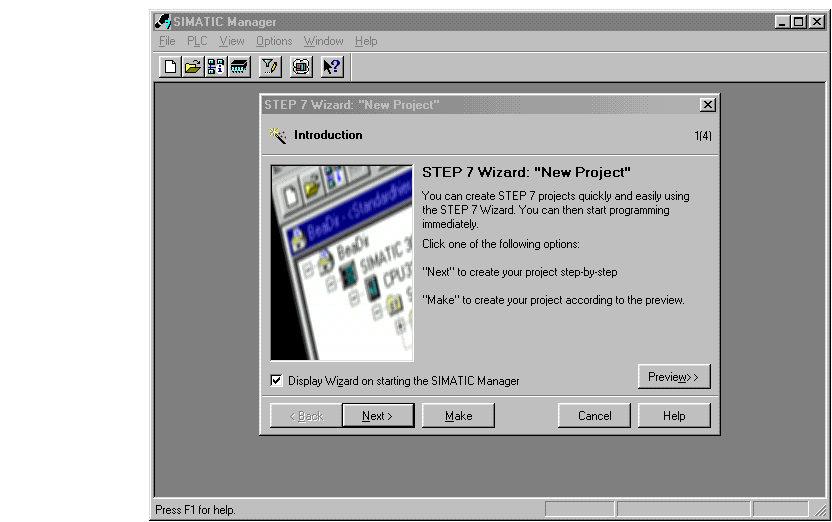 SIMATIC Manager
File PLC View Options Window Help
STEP 7 Wizard: "New Project"
Introduction
1(4)
BeaDir - <Standardhier
BeaDir
SIMATIC 3
CPU3
S
STEP 7 Wizard: "New Project"
You can create STEP 7 projects quickly and easily using
the STEP 7 Wizard. You can then start programming
immediately.
Click one of the following options:
"Next" to create your project step-by-step
"Make" to create your project according to the preview.
Display Wizard on starting the SIMATIC Manager
Preview>>
< Back
Next >
Make
Cancel
Help
Press F1 for help.